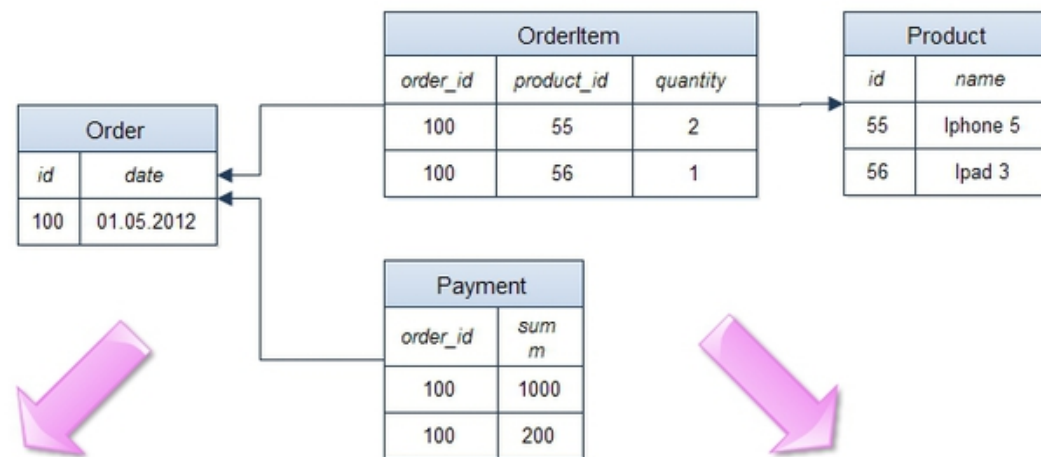 OrderItem
order_id product_id quantity
100 55 2
100 56 1
Product
id name
55 Iphone 5
56 Ipad 3
Order
id date
100 01.05.2012
Payment
order_id sum
m
100 1000
100 200